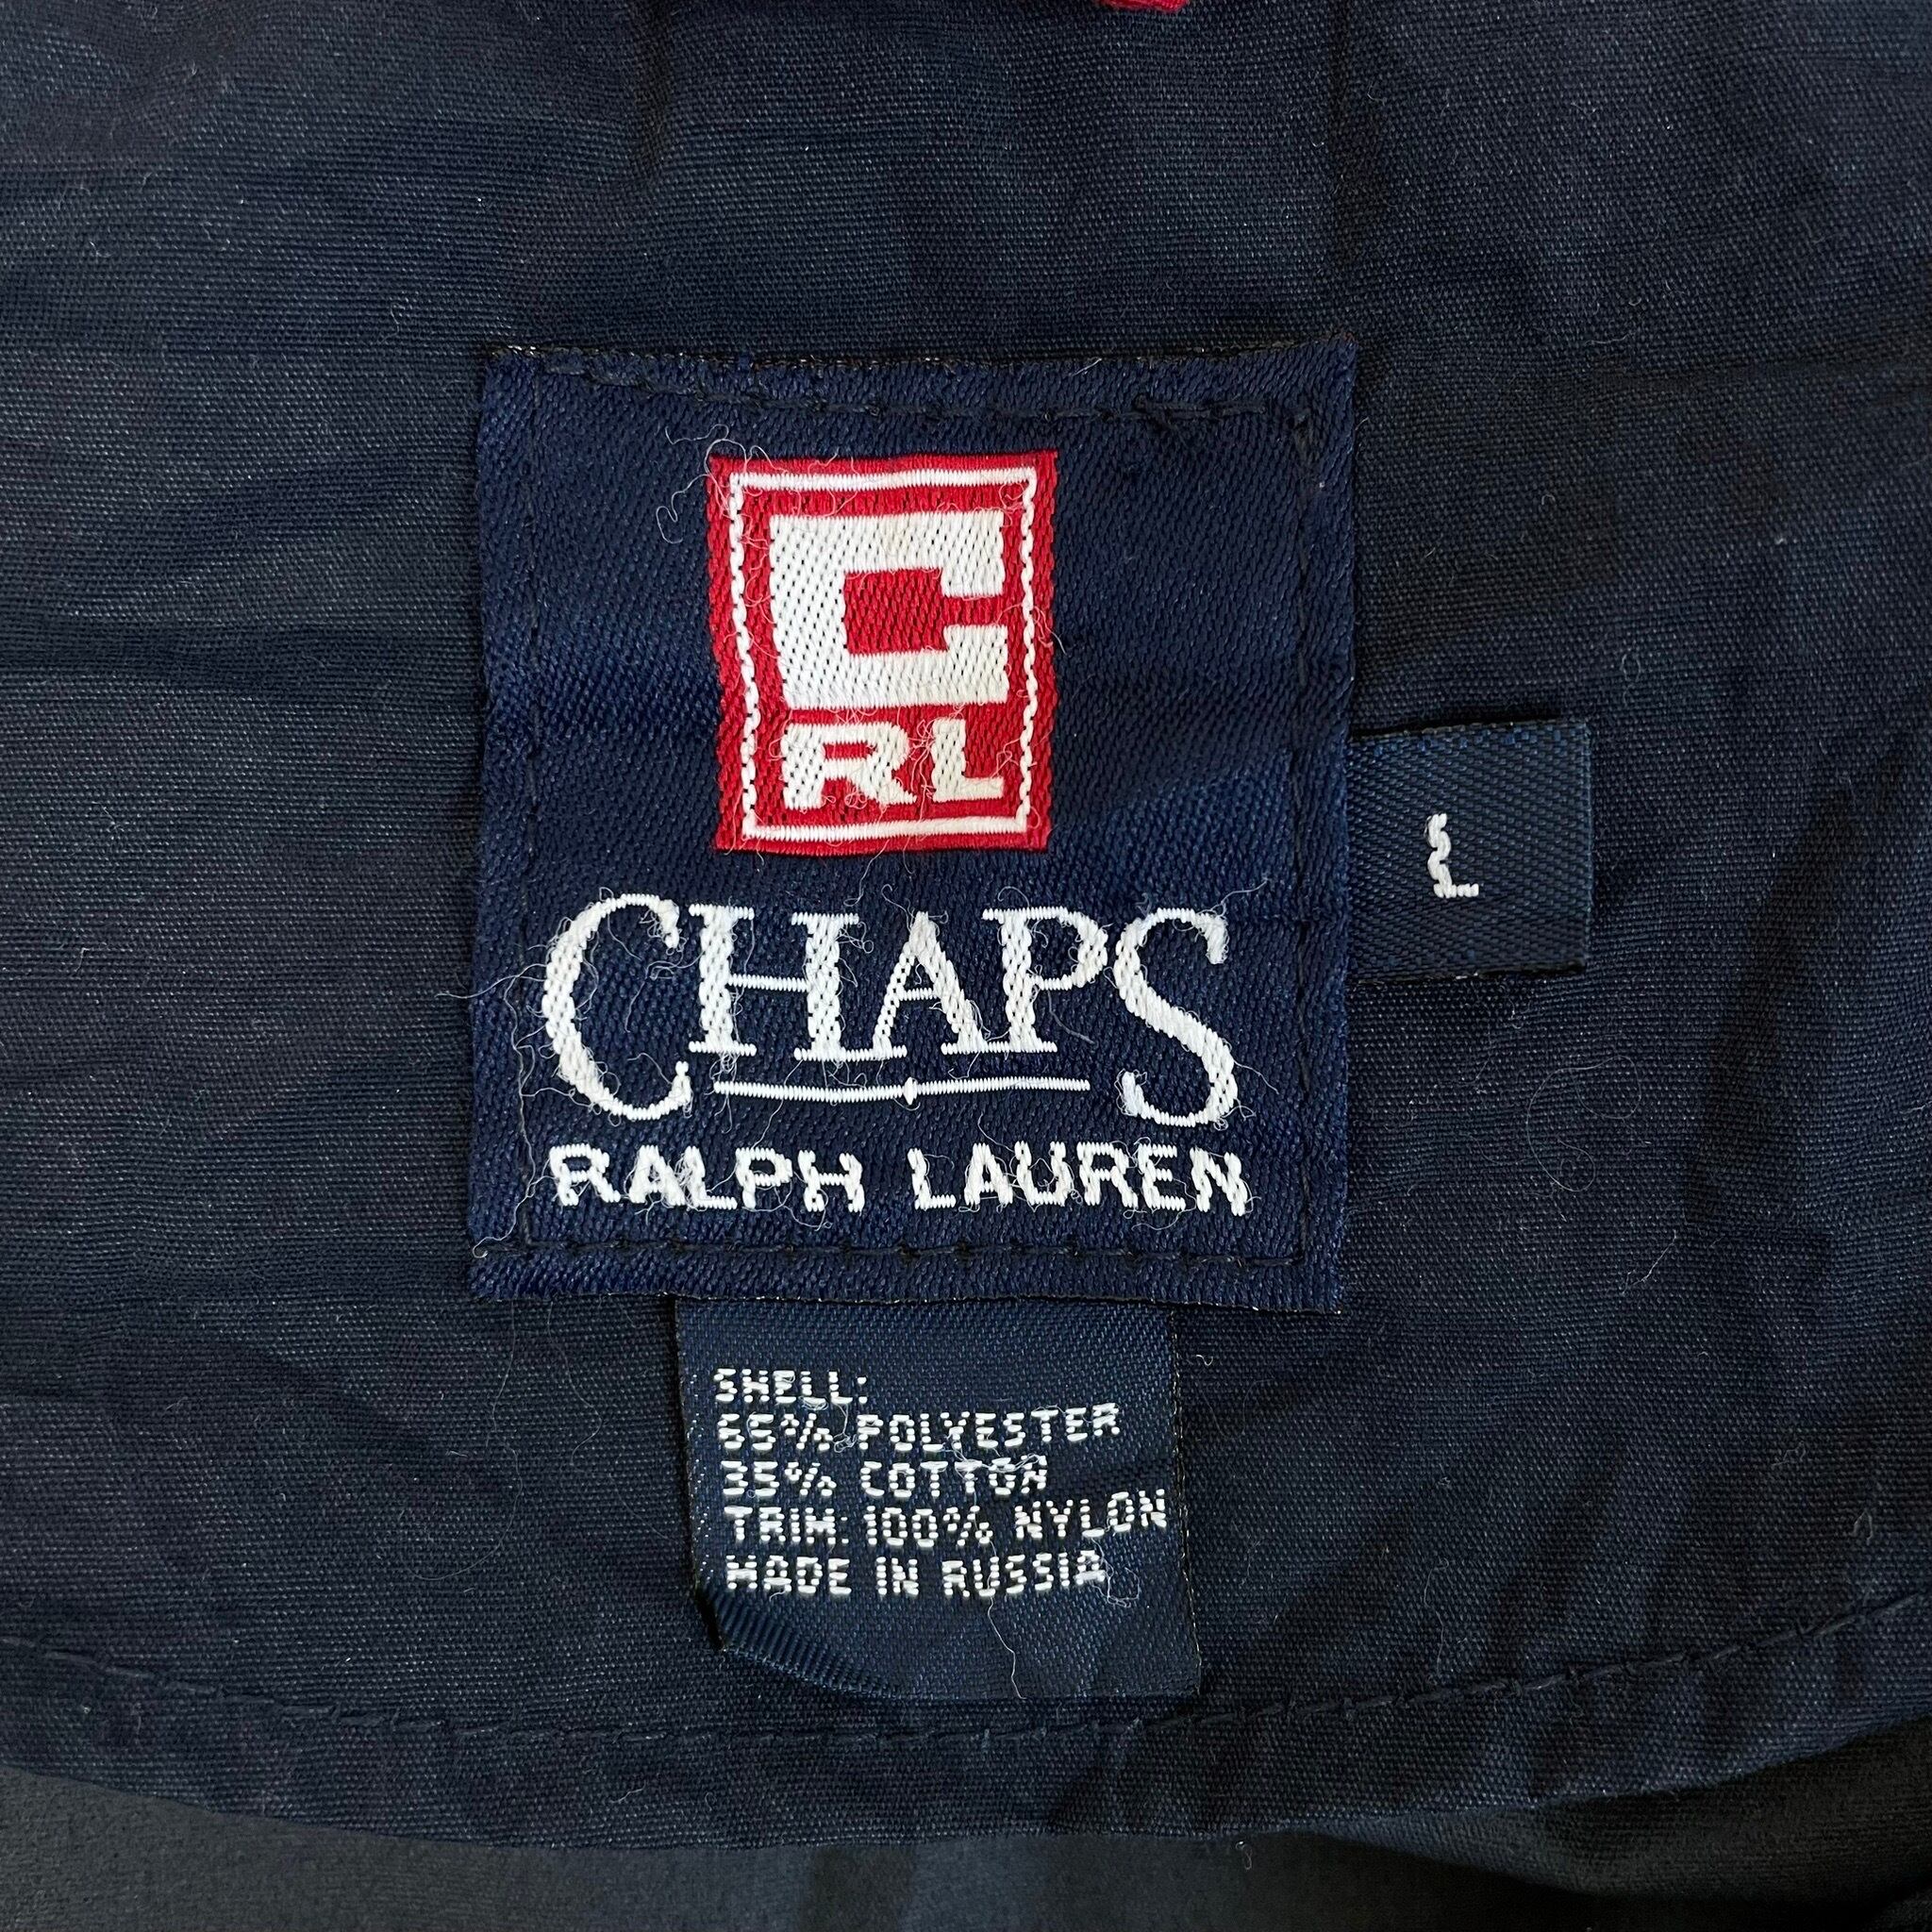 C
RL
CHAPS
RALPH LAUREN
L
SHELL:
65% POLYESTER
35% COTTON
TRIM: 100% NYLON
MADE IN RUSSIA